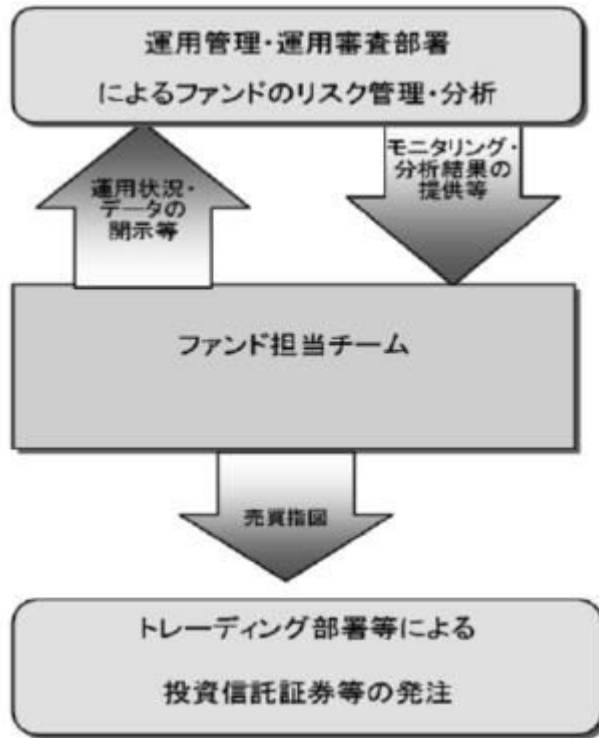 運用管理・運用審査部署
によるファンドのリスク管理・分析
運用状況・
データの
開示等
モニタリング・
分析結果の
提供等
ファンド担当チーム
売買指図
トレーディング部署等による
投資信託証券等の発注